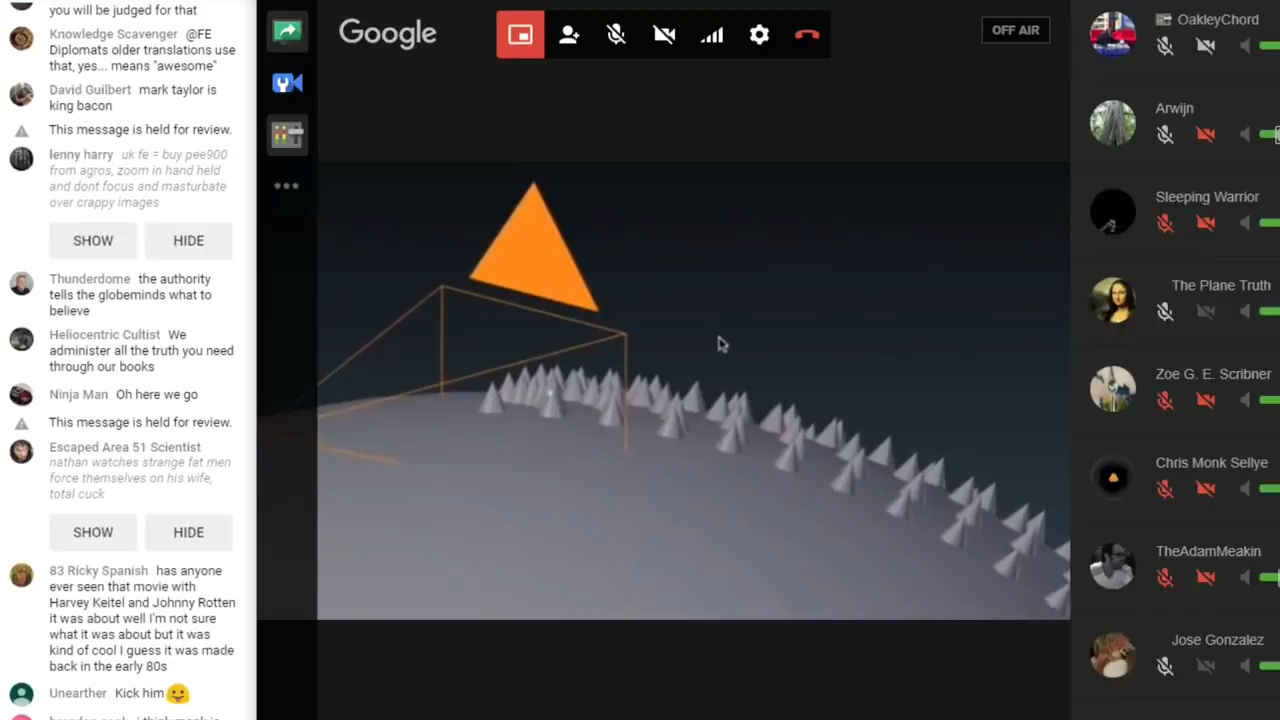 you will be judged for that
Knowledge Scavenger @FE
Diplomats older translations use
that, yes... means "awesome"
David Guilbert mark taylor is
king bacon
This message is held for review.
lenny harry uk fe = buy pee900
from agros, zoom in hand held
and dont focus and masturbate
over crappy images
SHOW HIDE
Thunderdome the authority
tells the globeminds what to
believe
Heliocentric Cultist We
administer all the truth you need
through our books
Ninja Man Oh here we go
This message is held for review.
Escaped Area 51 Scientist
nathan watches strange fat men
force themselves on his wife,
total cuck
SHOW HIDE
83 Ricky Spanish has anyone
ever seen that movie with
Harvey Keitel and Johnny Rotten
it was about well I'm not sure
what it was about but it was
kind of cool I guess it was made
back in the early 80s
Unearther Kick him
Google
OFF AIR
OakleyChord
Arwijn
Sleeping Warrior
The Plane Truth
Zoe G. E. Scribner
Chris Monk Sellye
TheAdamMeakin
Jose Gonzalez